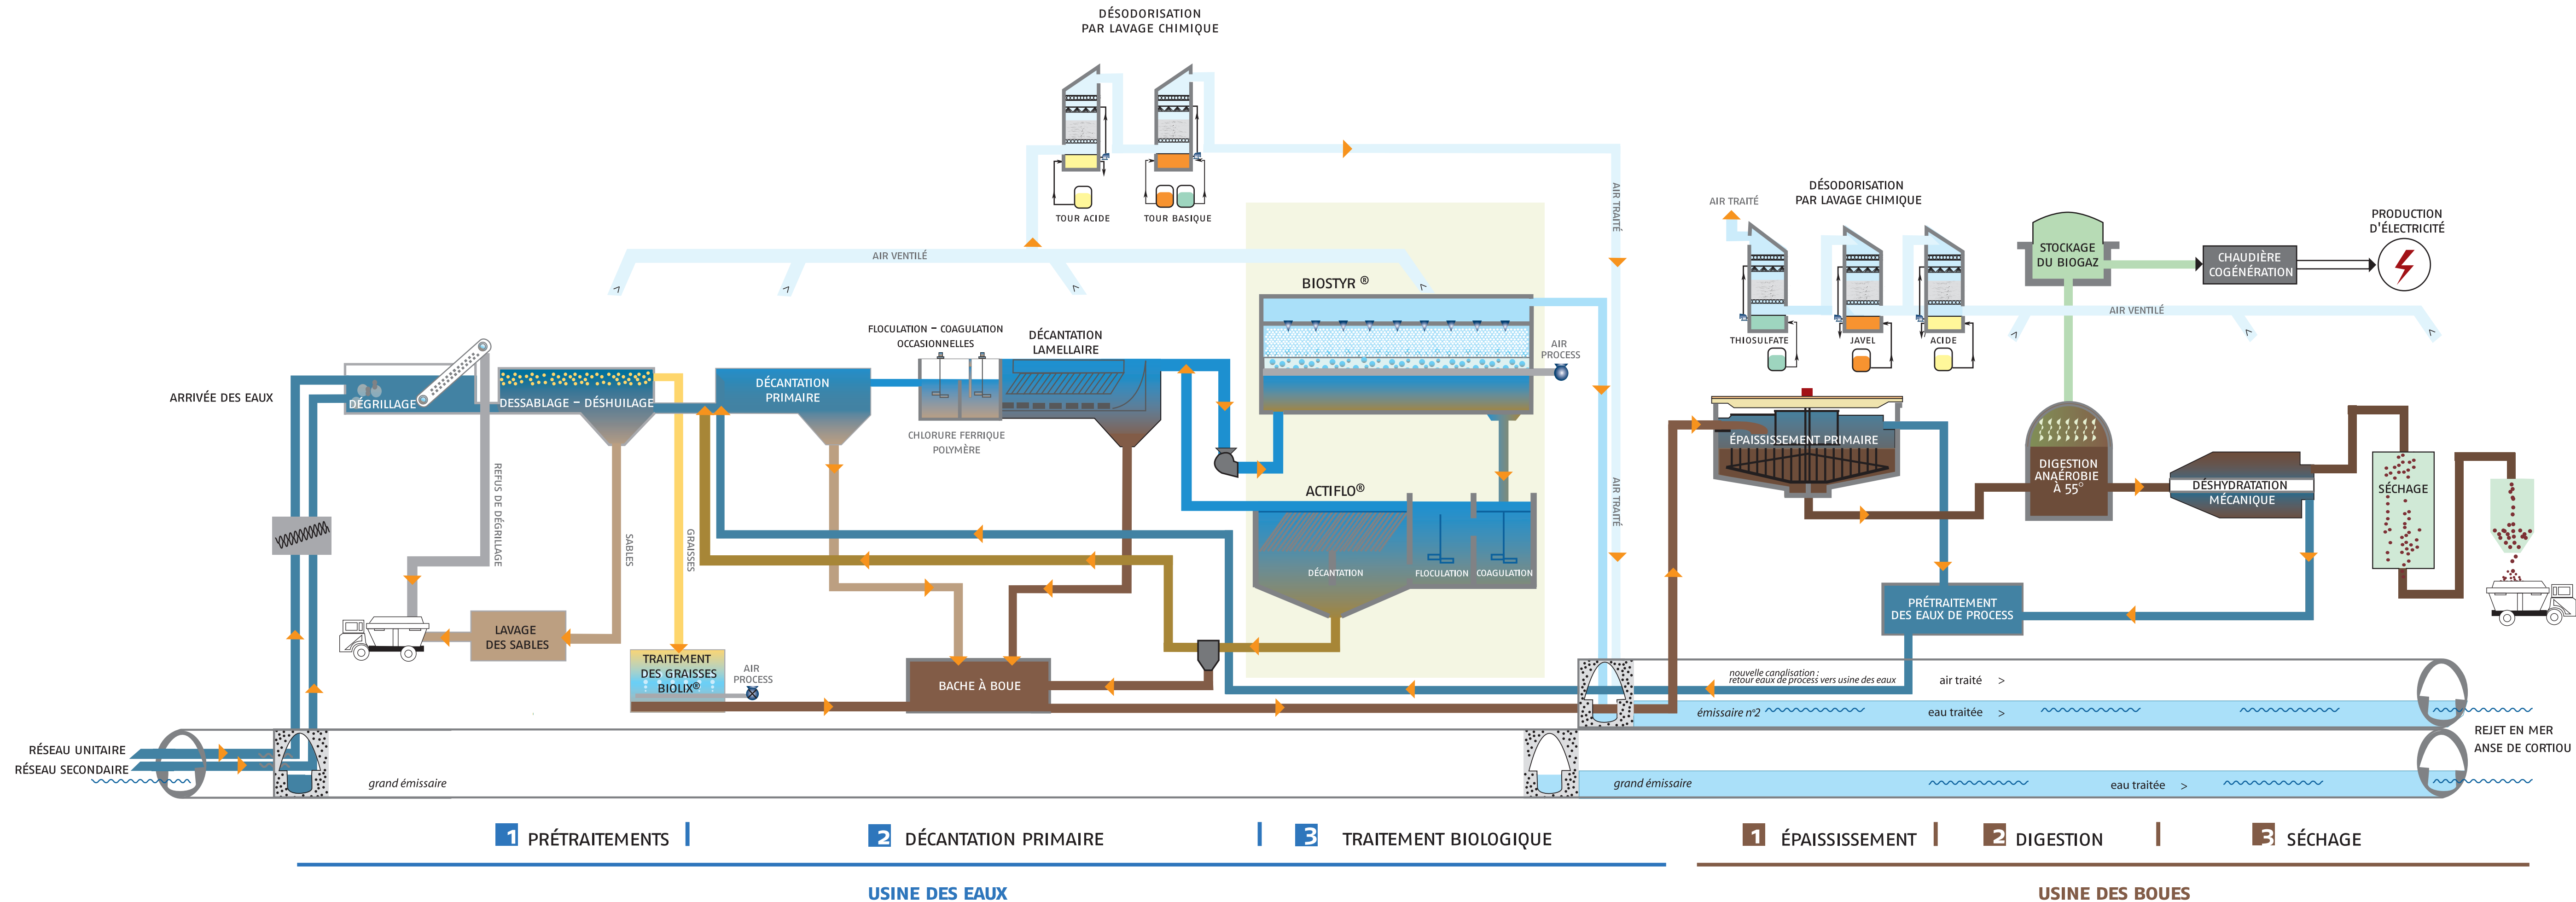 DÉSODORISATION
PAR LAVAGE CHIMIQUE
TOUR ACIDE
TOUR BASIQUE
AIR TRAITÉ
AIR TRAITÉ
AIR VENTILÉ
BIOSTYR ®
AIR
PROCESS
ACTIFLO®
DÉCANTATION
FLOCULATION
COAGULATION
ARRIVÉE DES EAUX
DÉGRILLAGE
DESSABLAGE – DÉSHUILAGE
DÉCANTATION
PRIMAIRE
FLOCULATION – COAGULATION
OCCASIONNELLES
CHLORURE FERRIQUE
POLYMÈRE
DÉCANTATION
LAMELLAIRE
REFUS DE DÉGRILLAGE
SABLES
GRAISSES
LAVAGE
DES SABLES
TRAITEMENT
DES GRAISSES
BIOLIX®
AIR
PROCESS
BACHE À BOUE
RÉSEAU UNITAIRE
RÉSEAU SECONDAIRE
grand émissaire
AIR TRAITÉ
DÉSODORISATION
PAR LAVAGE CHIMIQUE
THIOSULFATE
JAVEL
ACIDE
AIR VENTILÉ
STOCKAGE
DU BIOGAZ
CHAUDIÈRE
COGÉNÉRATION
PRODUCTION
D'ÉLECTRICITÉ
ÉPAISSISSEMENT PRIMAIRE
DIGESTION
ANAÉROBIE
À 55°
DÉSHYDRATATION
MÉCANIQUE
SÉCHAGE
PRÉTRAITEMENT
DES EAUX DE PROCESS
nouvelle canplisation :
retour eaux de process vers usine des eaux
air traité >
émissaire n°2
eau traitée >
grand émissaire
eau traitée >
REJET EN MER
ANSE DE CORTIOU
1 PRÉTRAITEMENTS
2 DÉCANTATION PRIMAIRE
3 TRAITEMENT BIOLOGIQUE
USINE DES EAUX
1 ÉPAISSISSEMENT
2 DIGESTION
3 SÉCHAGE
USINE DES BOUES